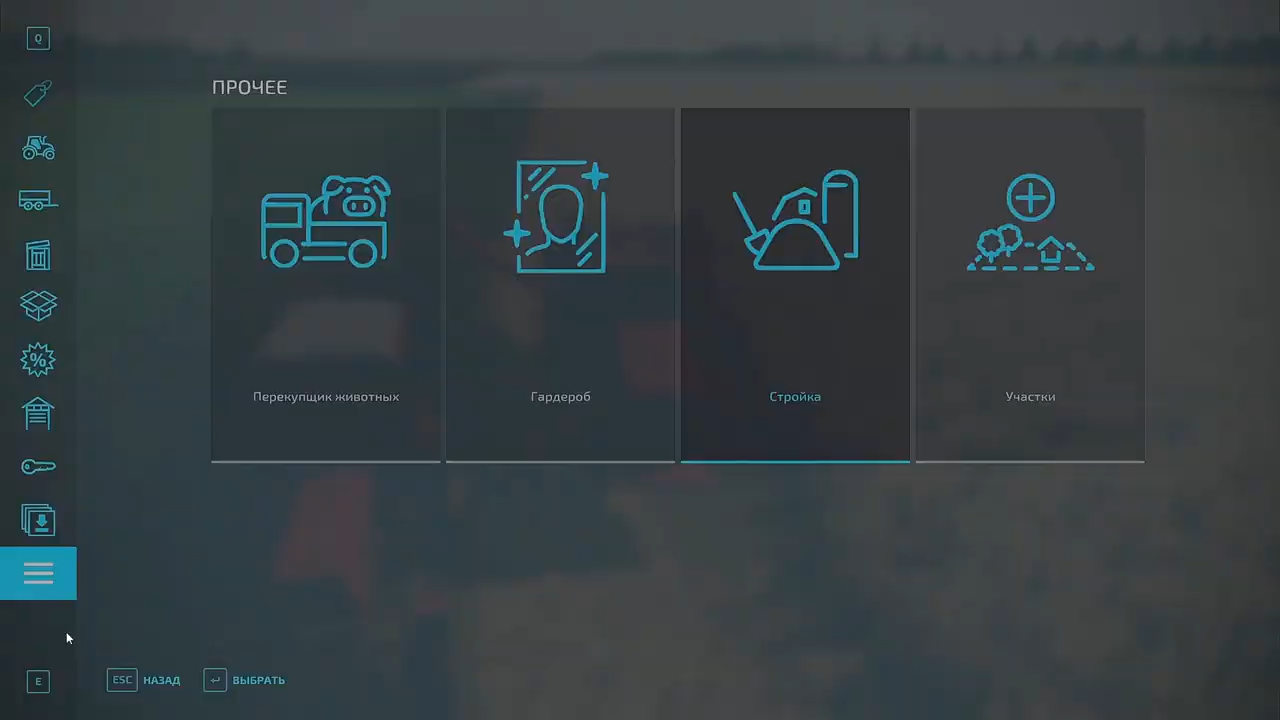 Q
ПРОЧЕЕ
%
Перекупщик животных
Гардероб
Стройка
Участки
E
ESC НАЗАД
ВЫБРАТЬ